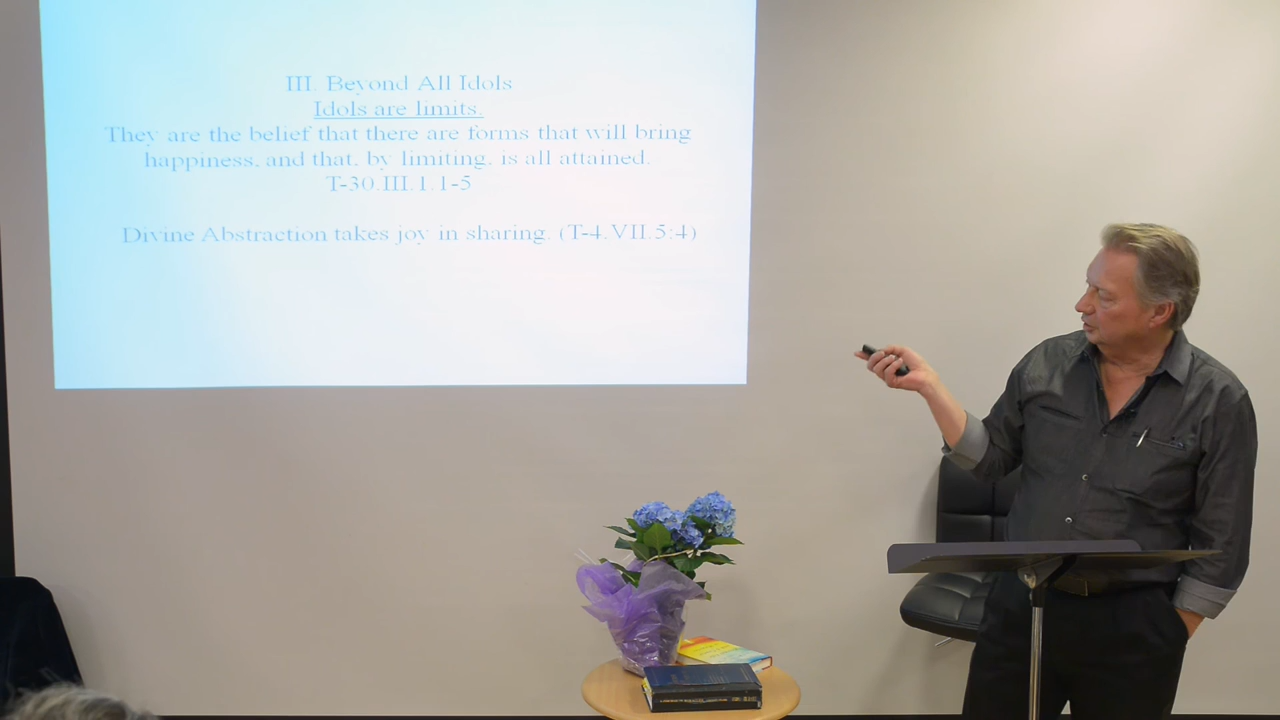 III. Beyond All Idols
Idols are limits.
They are the belief that there are forms that will bring
happiness, and that, by limiting, is all attained.
T-30.III.1.1-5
Divine Abstraction takes joy in sharing. (T-4.VII.5:4)